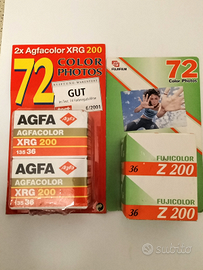 2x Agfacolor XRG 200
72
COLOR
PHOTOS
GUT
6/2001
AGFA
AGFACOLOR
XRG 200
135 36
AGFA
AGFACOLOR
XRG 200
135 36
FUJIFILM
72
Color Photos
FUJICOLOR
36 Z 200
FUJICOLOR
36 Z 200
subito